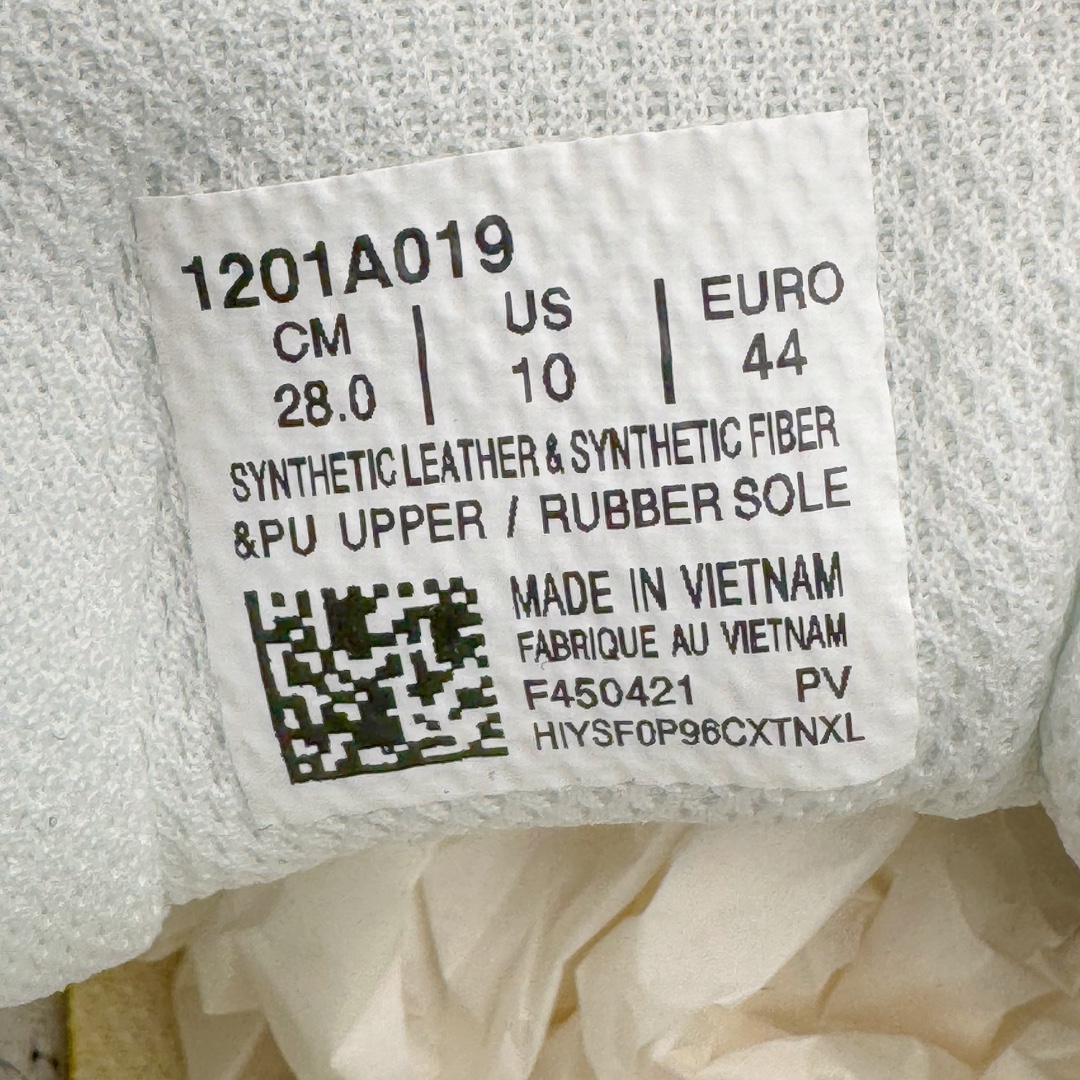 1201A019
CM | US | EURO
28.0 | 10 | 44
SYNTHETIC LEATHER & SYNTHETIC FIBER
&PU UPPER / RUBBER SOLE
MADE IN VIETNAM
FABRIQUE AU VIETNAM
F450421 PV
HIYSF0P96CXTNXL